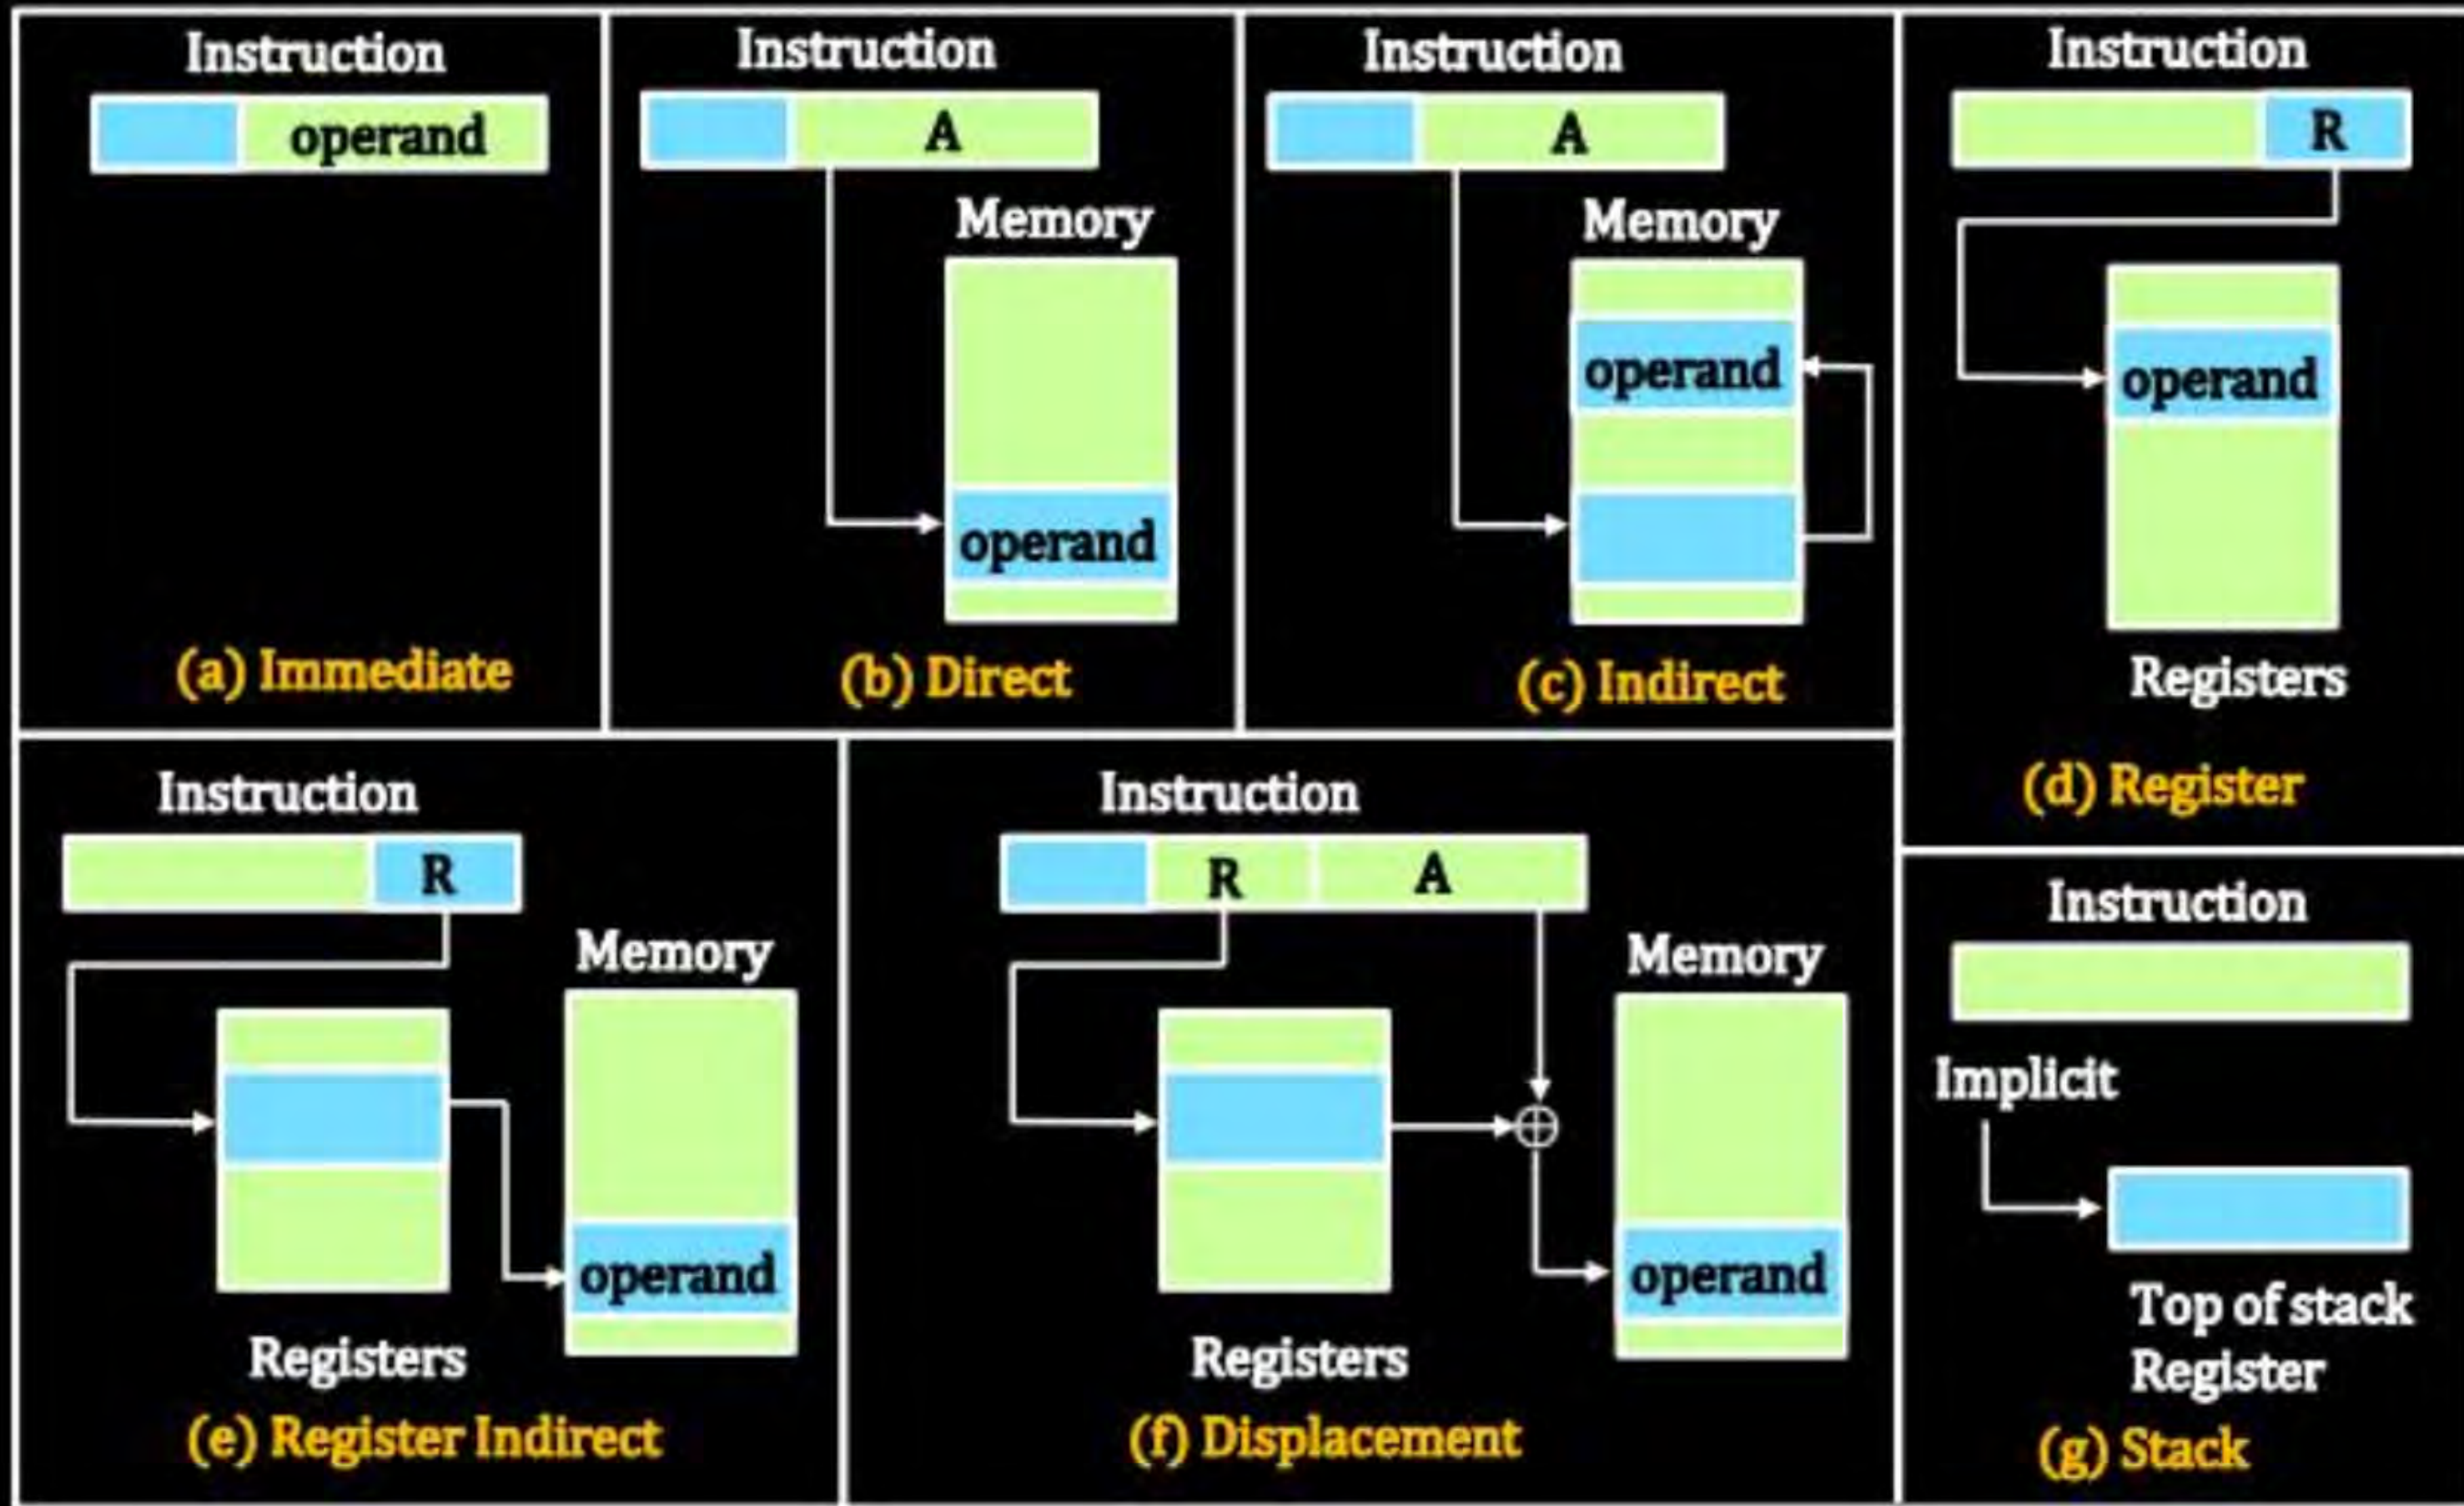 Instruction
operand
(a) Immediate
Instruction
A
Memory
operand
(b) Direct
Instruction
A
Memory
operand
(c) Indirect
Instruction
R
operand
Registers
(d) Register
Instruction
R
Memory
operand
Registers
(e) Register Indirect
Instruction
R A
Memory
operand
Registers
(f) Displacement
Instruction
Implicit
Top of stack
Register
(g) Stack